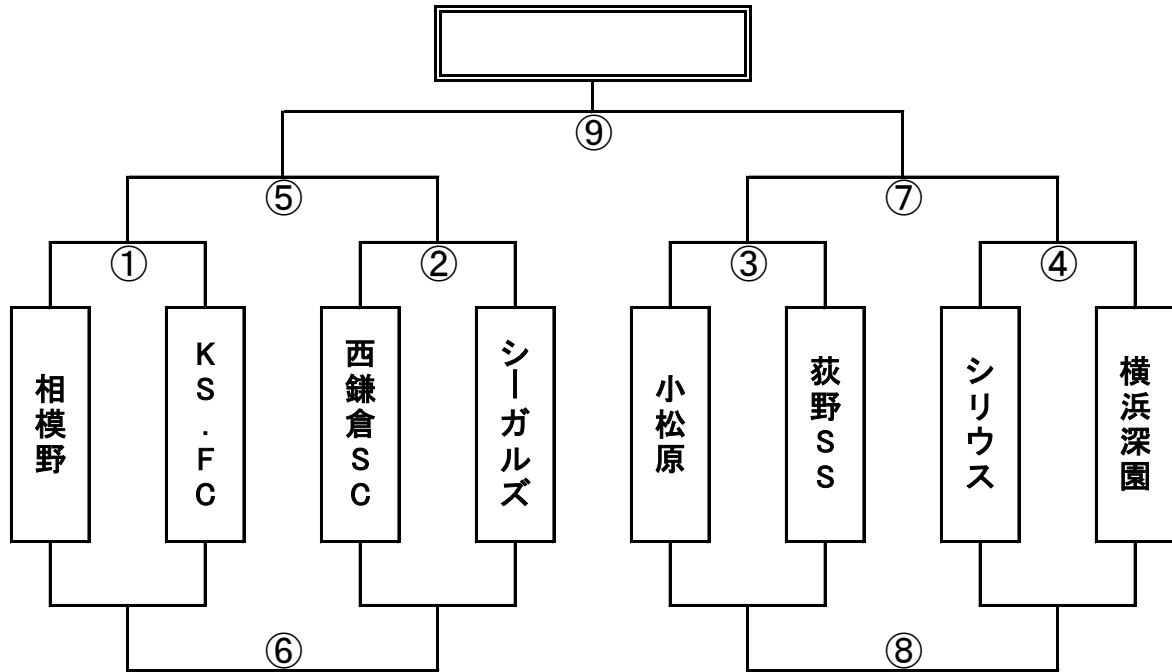 ⑨
⑤
⑦
①
②
③
④
相模野
KS.FC
西鎌倉SC
シーガルズ
小松原
荻野SS
シリウス
横浜深園
⑥
⑧